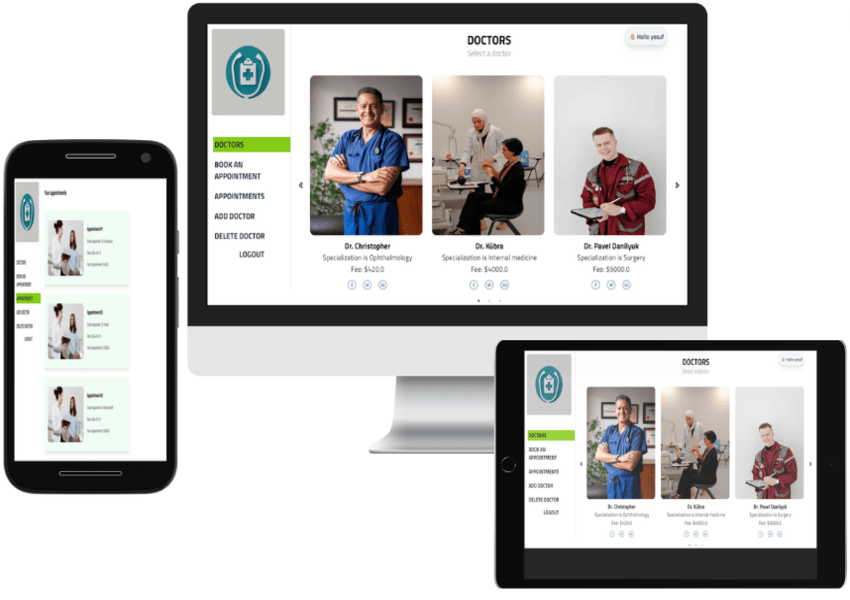 DOCTORS
Select a doctor
Hello yesuf
DOCTORS
BOOK AN
APPOINTMENT
APPOINTMENTS
ADD DOCTOR
DELETE DOCTOR
LOGOUT
Dr. Christopher
Specialization is Ophthalmology
Fee: $420.0
Dr. Kübra
Specialization is Internal medicine
Fee: $4000.0
Dr. Pavel Danilyuk
Specialization is Surgery
Fee: $5000.0
Your appointments
DOCTORS
BOOK AN
APPOINTMENT
APPOINTMENTS
ADD DOCTOR
DELETE DOCTOR
LOGOUT
DOCTORS
Select a doctor
Hello yesuf
DOCTORS
BOOK AN
APPOINTMENT
APPOINTMENTS
ADD DOCTOR
DELETE DOCTOR
LOGOUT
Dr. Christopher
Specialization is Ophthalmology
Fee: $420.0
Dr. Kübra
Specialization is Internal medicine
Fee: $4000.0
Dr. Pavel Danilyuk
Specialization is Surgery
Fee: $5000.0